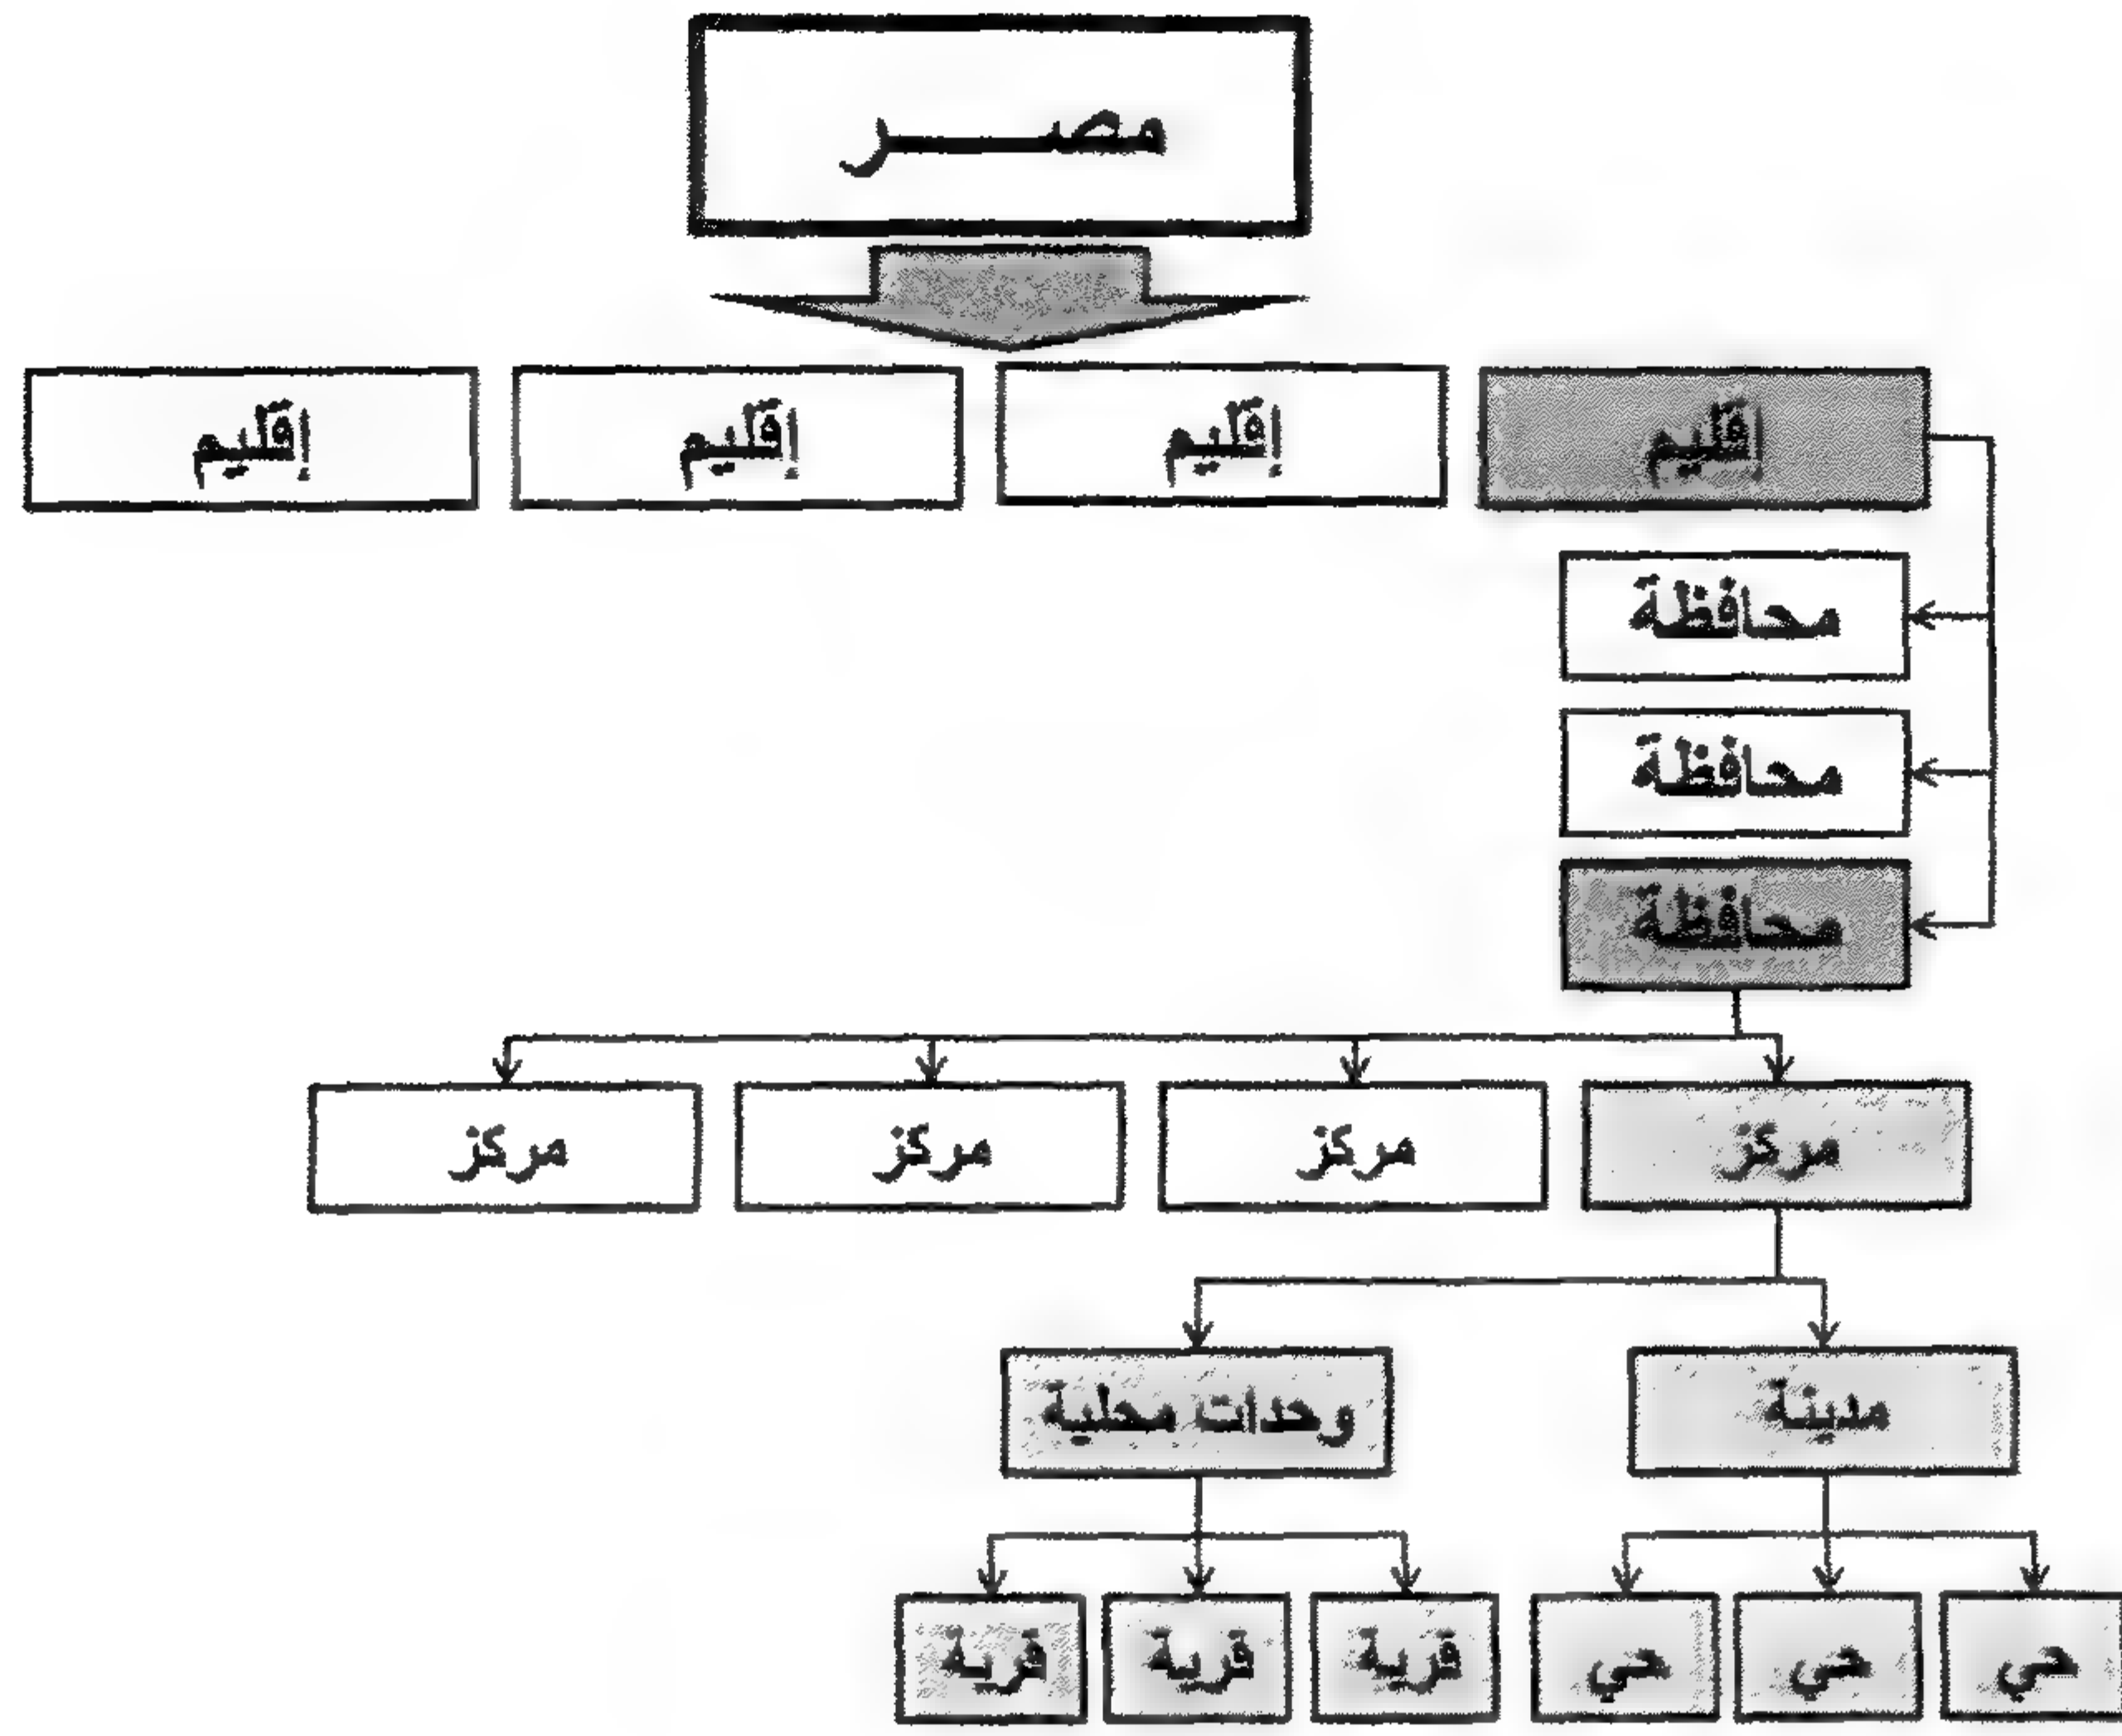 مصر
إقليم إقليم إقليم إقليم
محافظة
محافظة
محافظة
مركز مركز مركز مركز
مدينة وحدات محلية
حي حي حي قرية قرية قرية